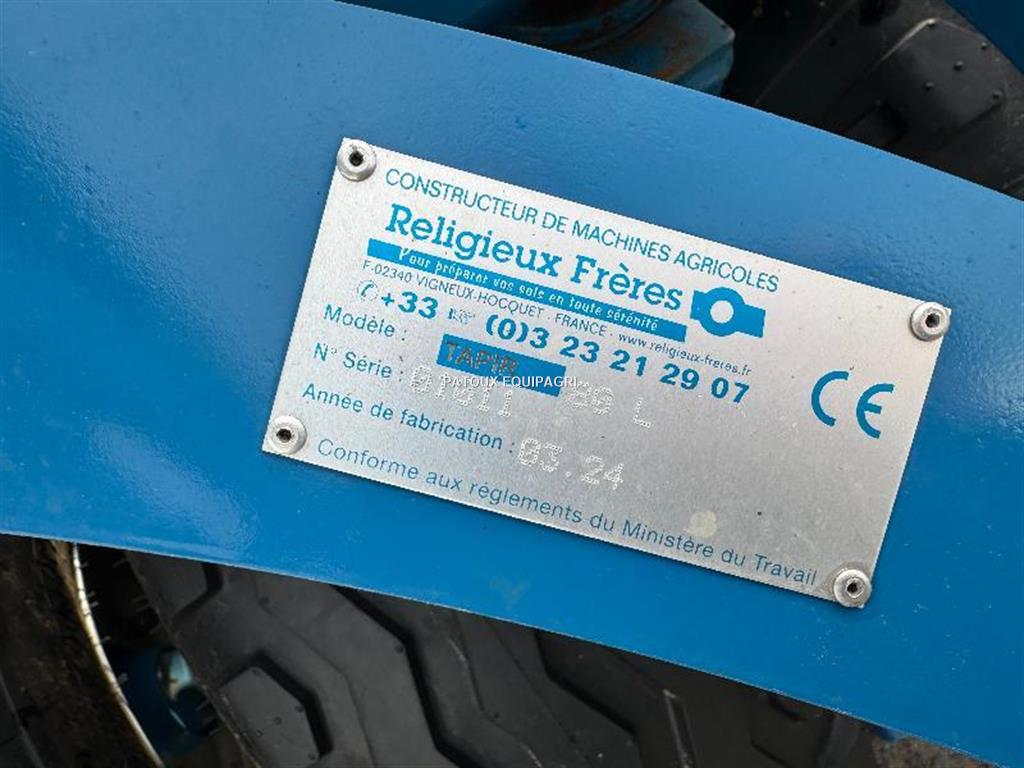 CONSTRUCTEUR DE MACHINES AGRICOLES
Religieux Frères
Pour préparer vos sols en toute sérénité
F-02340 VIGNEUX-HOCQUET - FRANCE - www.religieux-freres.fr
✆ +33 (0)3 23 21 29 07
Modèle : TAPIR
N° Série :
PATOUX EQUIPAGRI
Année de fabrication : 03.24
Conforme aux réglements du Ministère du Travail
CE